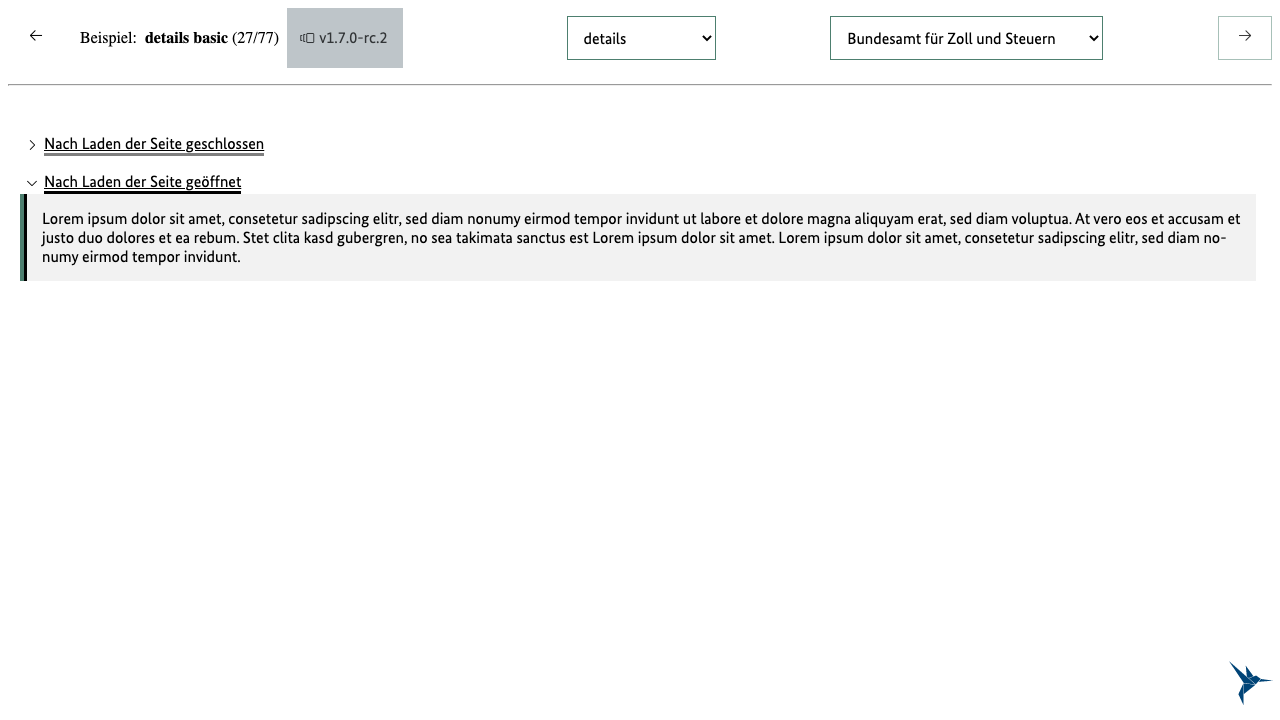 Beispiel: details basic (27/77) v1.7.0-rc.2 details Bundesamt für Zoll und Steuern
Nach Laden der Seite geschlossen
Nach Laden der Seite geöffnet
Lorem ipsum dolor sit amet, consetetur sadipscing elitr, sed diam nonumy eirmod tempor invidunt ut labore et dolore magna aliquyam erat, sed diam voluptua. At vero eos et accusam et
justo duo dolores et ea rebum. Stet clita kasd gubergren, no sea takimata sanctus est Lorem ipsum dolor sit amet. Lorem ipsum dolor sit amet, consetetur sadipscing elitr, sed diam no-
numy eirmod tempor invidunt.